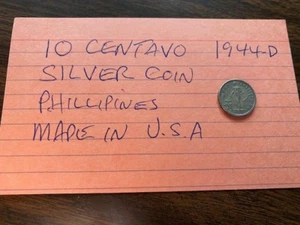 10 CENTAVO 1944-D
SILVER COIN
PHILLIPINES
MADE IN U.S.A